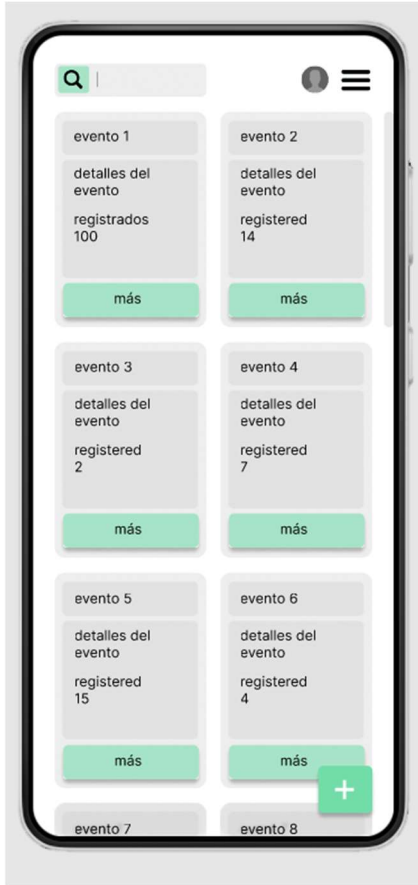 evento 1
detalles del
evento
registrados
100
más
evento 2
detalles del
evento
registered
14
más
evento 3
detalles del
evento
registered
2
más
evento 4
detalles del
evento
registered
7
más
evento 5
detalles del
evento
registered
15
más
evento 6
detalles del
evento
registered
4
más
+
evento 7
evento 8